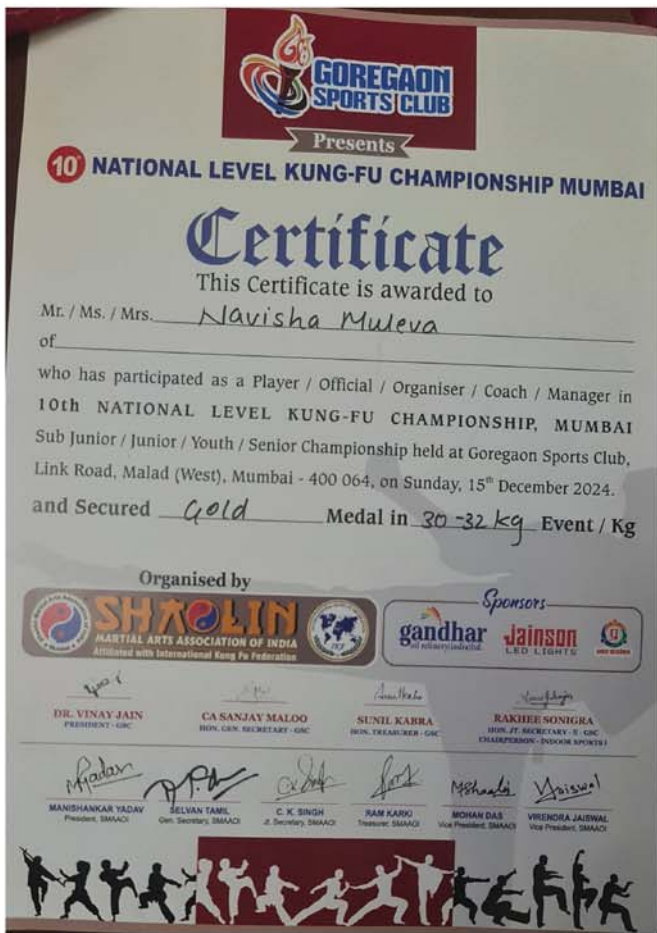 GOREGAON
SPORTS CLUB
Presents
10th NATIONAL LEVEL KUNG-FU CHAMPIONSHIP MUMBAI
Certificate
This Certificate is awarded to
Mr. / Ms. / Mrs. Navisha Muleva
of
who has participated as a Player / Official / Organiser / Coach / Manager in
10th NATIONAL LEVEL KUNG-FU CHAMPIONSHIP, MUMBAI
Sub Junior / Junior / Youth / Senior Championship held at Goregaon Sports Club,
Link Road, Malad (West), Mumbai - 400 064, on Sunday, 15th December 2024.
and Secured Gold Medal in 30-32 kg Event / Kg
Organised by
SHAOLIN
MARTIAL ARTS ASSOCIATION OF INDIA
Affiliated with International Kung Fu Federation
Sponsors
gandhar
oil refinery india ltd.
Jainson
LED LIGHTS
DR. VINAY JAIN CA SANJAY MALOO SUNIL KABRA RAKHEE SONIGRA
PRESIDENT - GSC HON. GEN. SECRETARY - GSC HON. TREASURER - GSC HON. JT. SECRETARY - II - GSC
CHAIRPERSON - INDOOR SPORTS I
MANISHANKAR YADAV SELVAN TAMIL C. K. SINGH RAM KARKI MOHAN DAS VIRENDRA JAISWAL
President, SMAAOI Gen. Secretary, SMAAOI Jt. Secretary, SMAAOI Treasurer, SMAAOI Vice President, SMAAOI Vice President, SMAAOI